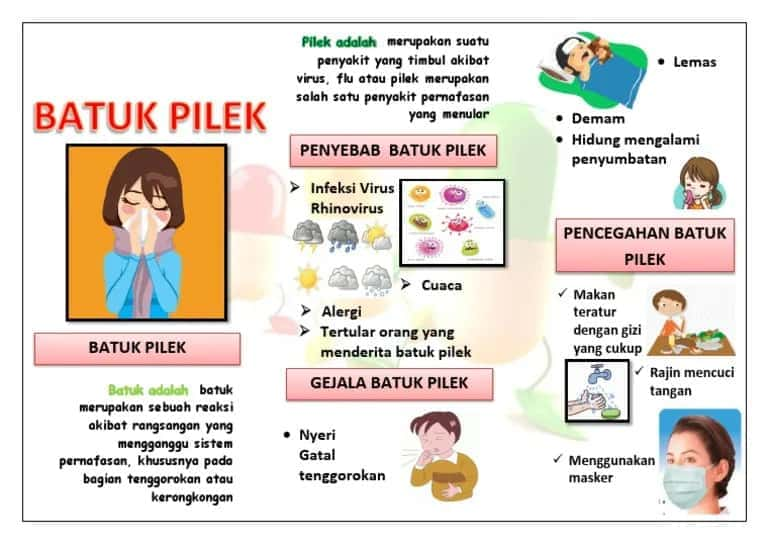 BATUK PILEK
BATUK PILEK
Batuk adalah batuk
merupakan sebuah reaksi
akibat rangsangan yang
mengganggu sistem
pernafasan, khususnya pada
bagian tenggorokan atau
kerongkongan
Pilek adalah merupakan suatu
penyakit yang timbul akibat
virus, flu atau pilek merupakan
salah satu penyakit pernafasan
yang menular
PENYEBAB BATUK PILEK
➢ Infeksi Virus
Rhinovirus
➢ Cuaca
➢ Alergi
➢ Tertular orang yang
menderita batuk pilek
GEJALA BATUK PILEK
• Nyeri
Gatal
tenggorokan
• Lemas
• Demam
• Hidung mengalami
penyumbatan
PENCEGAHAN BATUK
PILEK
✓ Makan
teratur
dengan gizi
yang cukup
✓ Rajin mencuci
tangan
✓ Menggunakan
masker